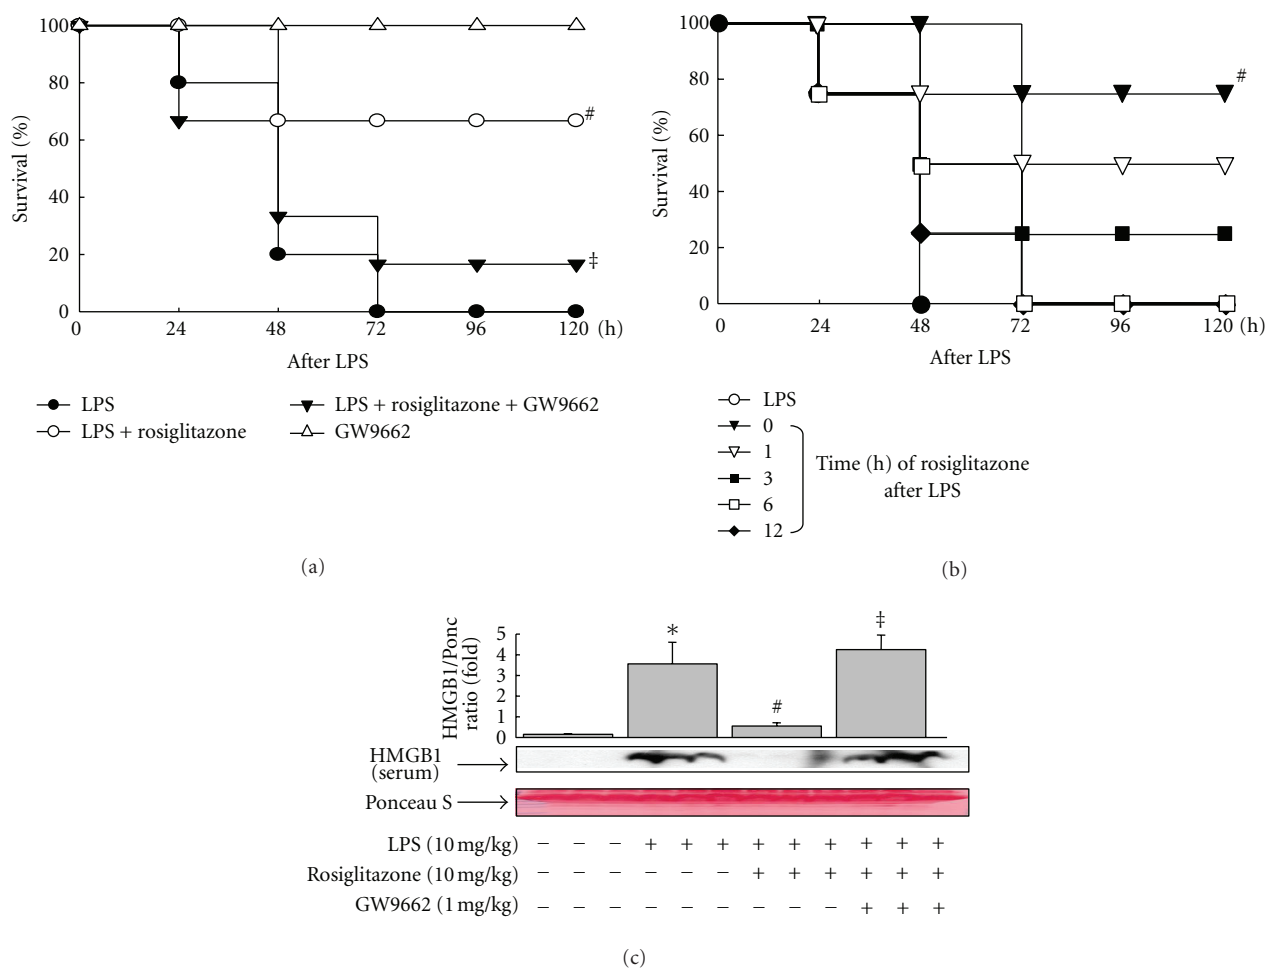 100
80
60
40
20
0
Survival (%)
0 24 48 72 96 120 (h)
After LPS
#
‡
LPS
LPS + rosiglitazone
LPS + rosiglitazone + GW9662
GW9662
(a)
100
80
60
40
20
0
Survival (%)
0 24 48 72 96 120 (h)
After LPS
#
LPS
0
1
3
6
12
Time (h) of rosiglitazone
after LPS
(b)
HMGB1/Ponc
ratio (fold)
5
4
3
2
1
0
* # ‡
HMGB1
(serum)
Ponceau S
LPS (10 mg/kg) − − − + + + + + + + + +
Rosiglitazone (10 mg/kg) − − − − − − + + + + + +
GW9662 (1 mg/kg) − − − − − − − − − + + +
(c)